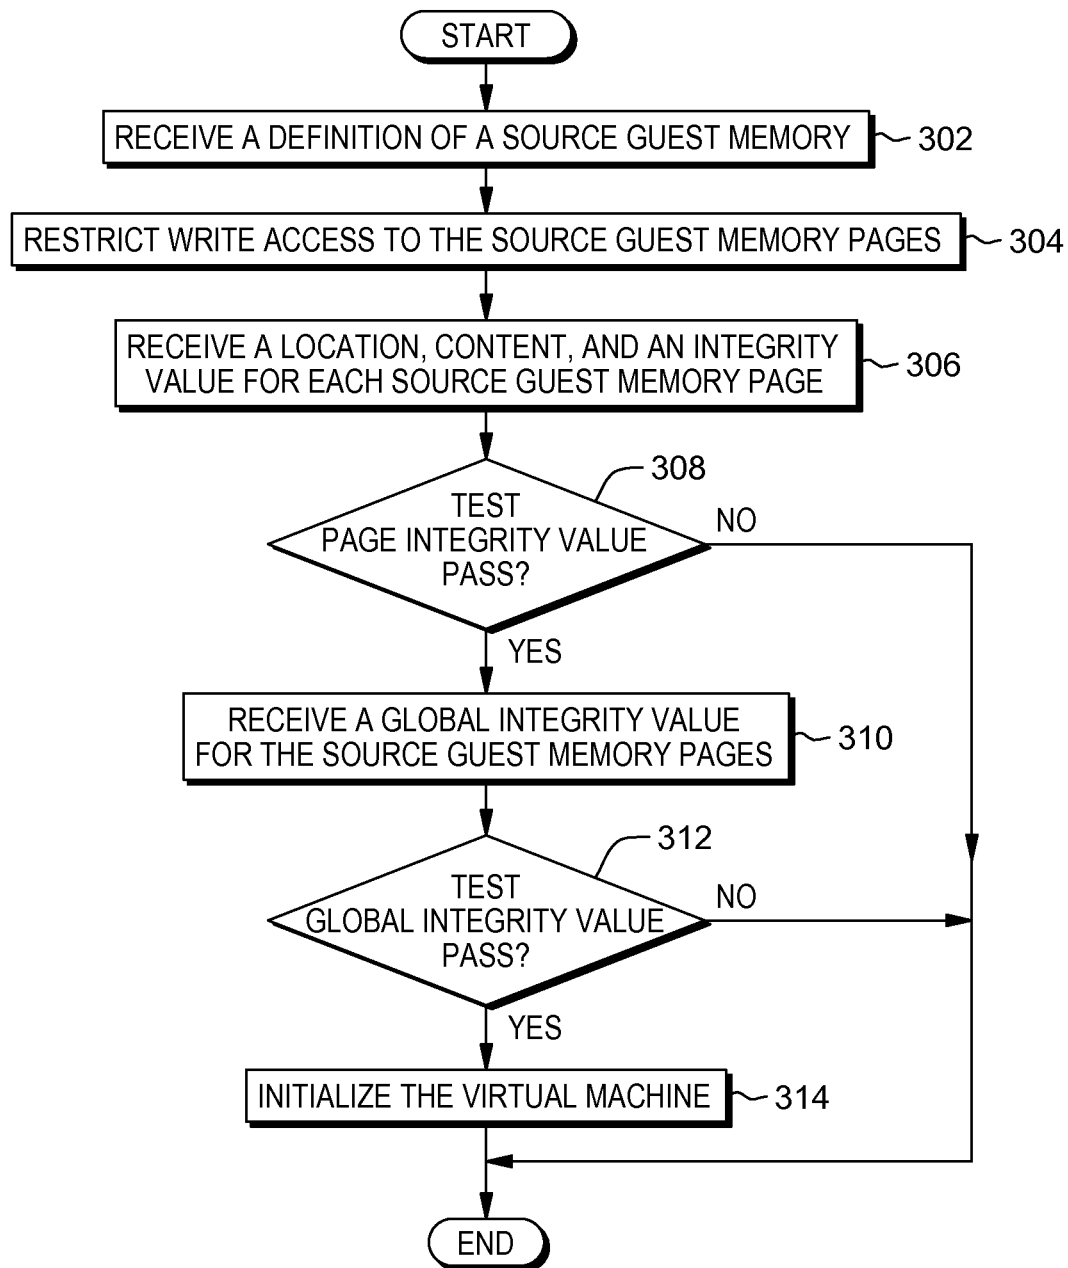 START
RECEIVE A DEFINITION OF A SOURCE GUEST MEMORY
302
RESTRICT WRITE ACCESS TO THE SOURCE GUEST MEMORY PAGES
304
RECEIVE A LOCATION, CONTENT, AND AN INTEGRITY
VALUE FOR EACH SOURCE GUEST MEMORY PAGE
306
308
TEST
PAGE INTEGRITY VALUE
PASS?
NO
YES
RECEIVE A GLOBAL INTEGRITY VALUE
FOR THE SOURCE GUEST MEMORY PAGES
310
312
TEST
GLOBAL INTEGRITY VALUE
PASS?
NO
YES
INITIALIZE THE VIRTUAL MACHINE
314
END